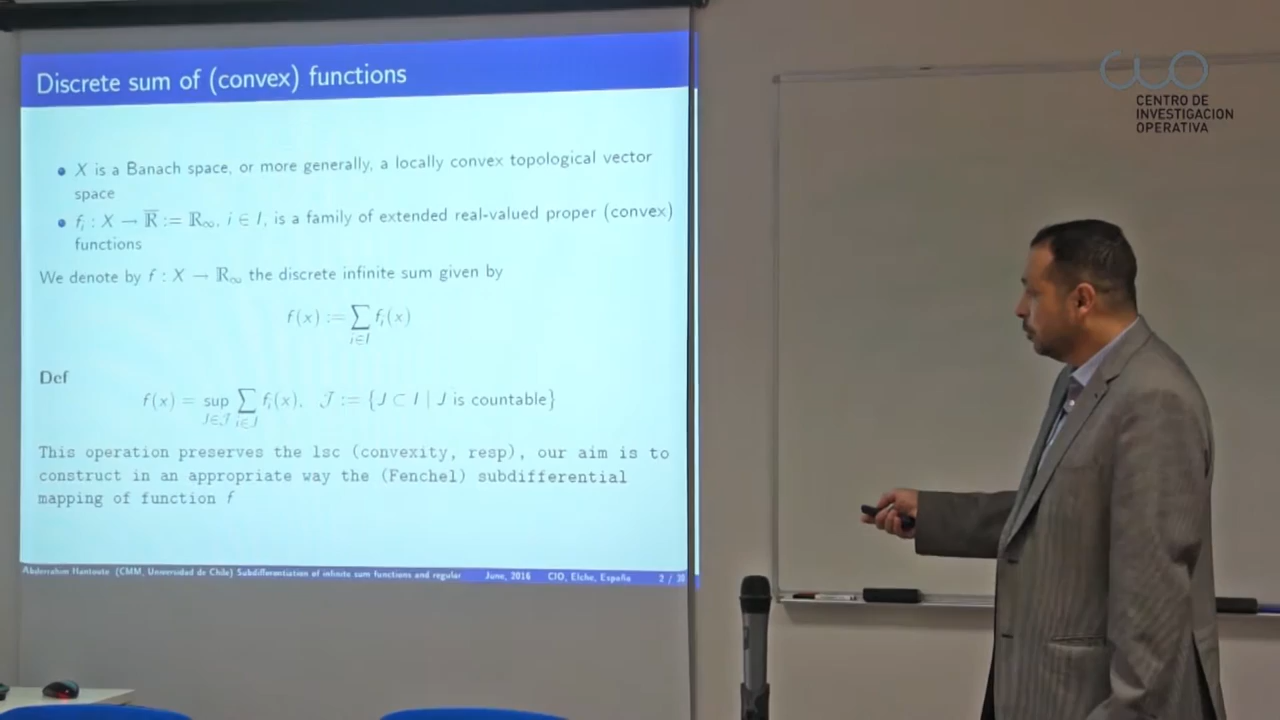 Discrete sum of (convex) functions
• X is a Banach space, or more generally, a locally convex topological vector
space
• fᵢ : X → ℝ̅ := ℝ∞, i ∈ I, is a family of extended real-valued proper (convex)
functions
We denote by f : X → ℝ∞ the discrete infinite sum given by
f(x) := ∑_{i∈I} fᵢ(x)
Def
f(x) = sup_{J∈𝒥} ∑_{i∈J} fᵢ(x), 𝒥 := {J ⊂ I | J is countable}
This operation preserves the lsc (convexity, resp), our aim is to
construct in an appropriate way the (Fenchel) subdifferential
mapping of function f
Abderrahim Hantoute (CMM, Universidad de Chile) Subdifferentiation of infinite sum functions and regular June, 2016 CIO, Elche, España 2 / 38
CIO
CENTRO DE
INVESTIGACION
OPERATIVA